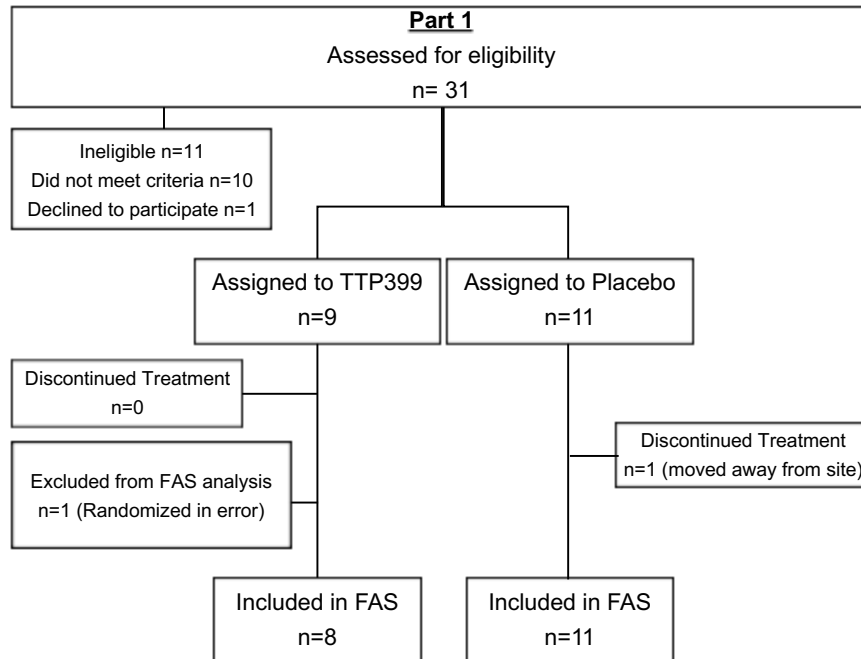 Part 1
Assessed for eligibility
n= 31
Ineligible n=11
Did not meet criteria n=10
Declined to participate n=1
Assigned to TTP399
n=9
Assigned to Placebo
n=11
Discontinued Treatment
n=0
Discontinued Treatment
n=1 (moved away from site)
Excluded from FAS analysis
n=1 (Randomized in error)
Included in FAS
n=8
Included in FAS
n=11